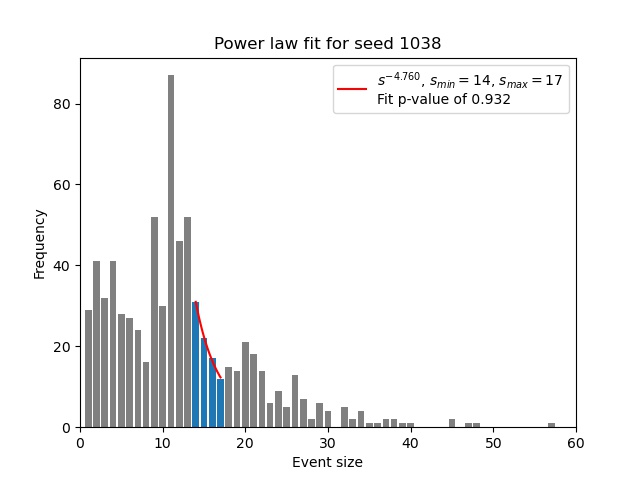 Power law fit for seed 1038
s^{-4.760}, s_{min} = 14, s_{max} = 17
Fit p-value of 0.932
Frequency
80
60
40
20
0
0 10 20 30 40 50 60
Event size